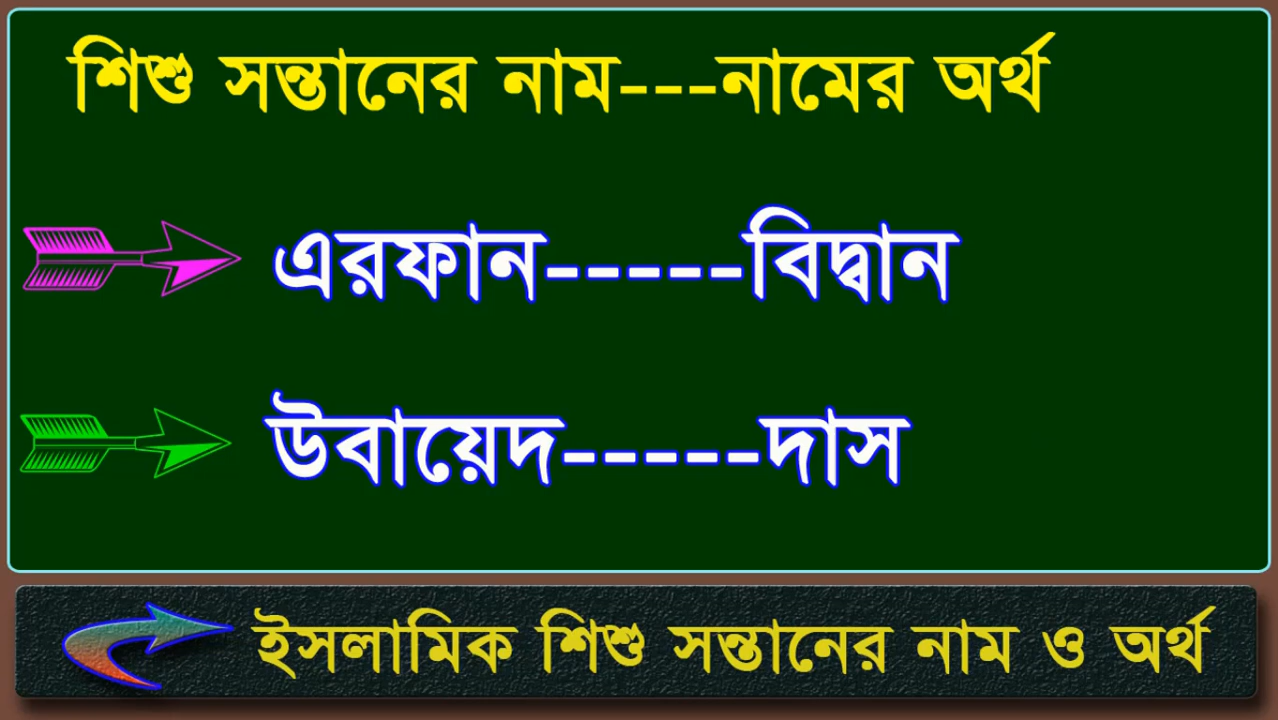 শিশু সন্তানের নাম---নামের অর্থ
এরফান-----বিদ্বান
উবায়েদ-----দাস
ইসলামিক শিশু সন্তানের নাম ও অর্থ